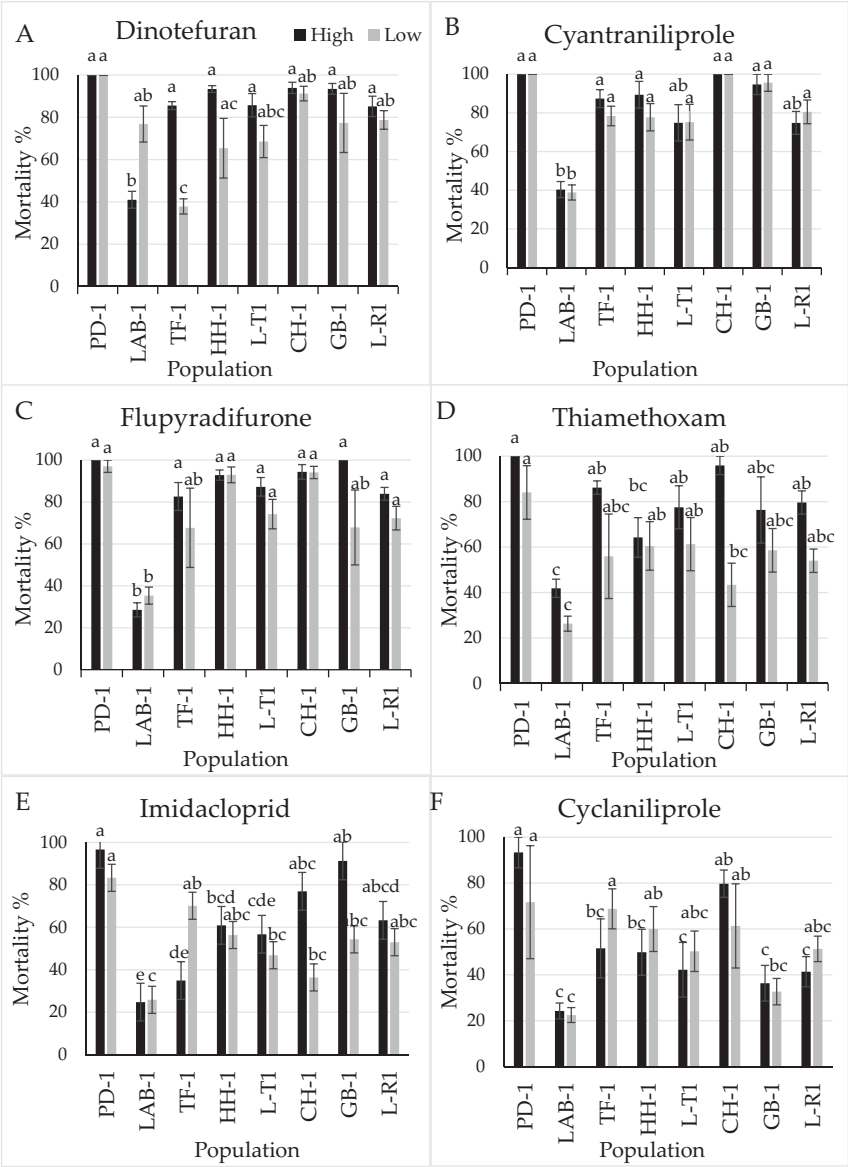 A
Dinotefuran
High Low
a a
b ab
a c
a ac
a abc
a ab
a ab
a ab
100
80
60
40
20
0
Mortality %
PD-1
LAB-1
TF-1
HH-1
L-T1
CH-1
GB-1
L-R1
Population
B
Cyantraniliprole
a a
b b
a a
a a
ab a
a a
a a
ab a
100
80
60
40
20
0
Mortality %
PD-1
LAB-1
TF-1
HH-1
L-T1
CH-1
GB-1
L-R1
Population
C
Flupyradifurone
a a
b b
a ab
a a
a a
a a
a ab
a a
100
80
60
40
20
0
Mortality %
PD-1
LAB-1
TF-1
HH-1
L-T1
CH-1
GB-1
L-R1
Population
D
Thiamethoxam
a a
c c
ab abc
bc ab
ab ab
ab bc
abc abc
ab abc
100
80
60
40
20
0
Mortality %
PD-1
LAB-1
TF-1
HH-1
L-T1
CH-1
GB-1
L-R1
Population
E
Imidacloprid
a a
e c
de ab
bcd abc
cde bc
abc bc
ab abc
abcd abc
100
80
60
40
20
0
Mortality %
PD-1
LAB-1
TF-1
HH-1
L-T1
CH-1
GB-1
L-R1
Population
F
Cyclaniliprole
a a
c c
bc a
bc ab
c abc
ab ab
c bc
c abc
100
80
60
40
20
0
Mortality %
PD-1
LAB-1
TF-1
HH-1
L-T1
CH-1
GB-1
L-R1
Population